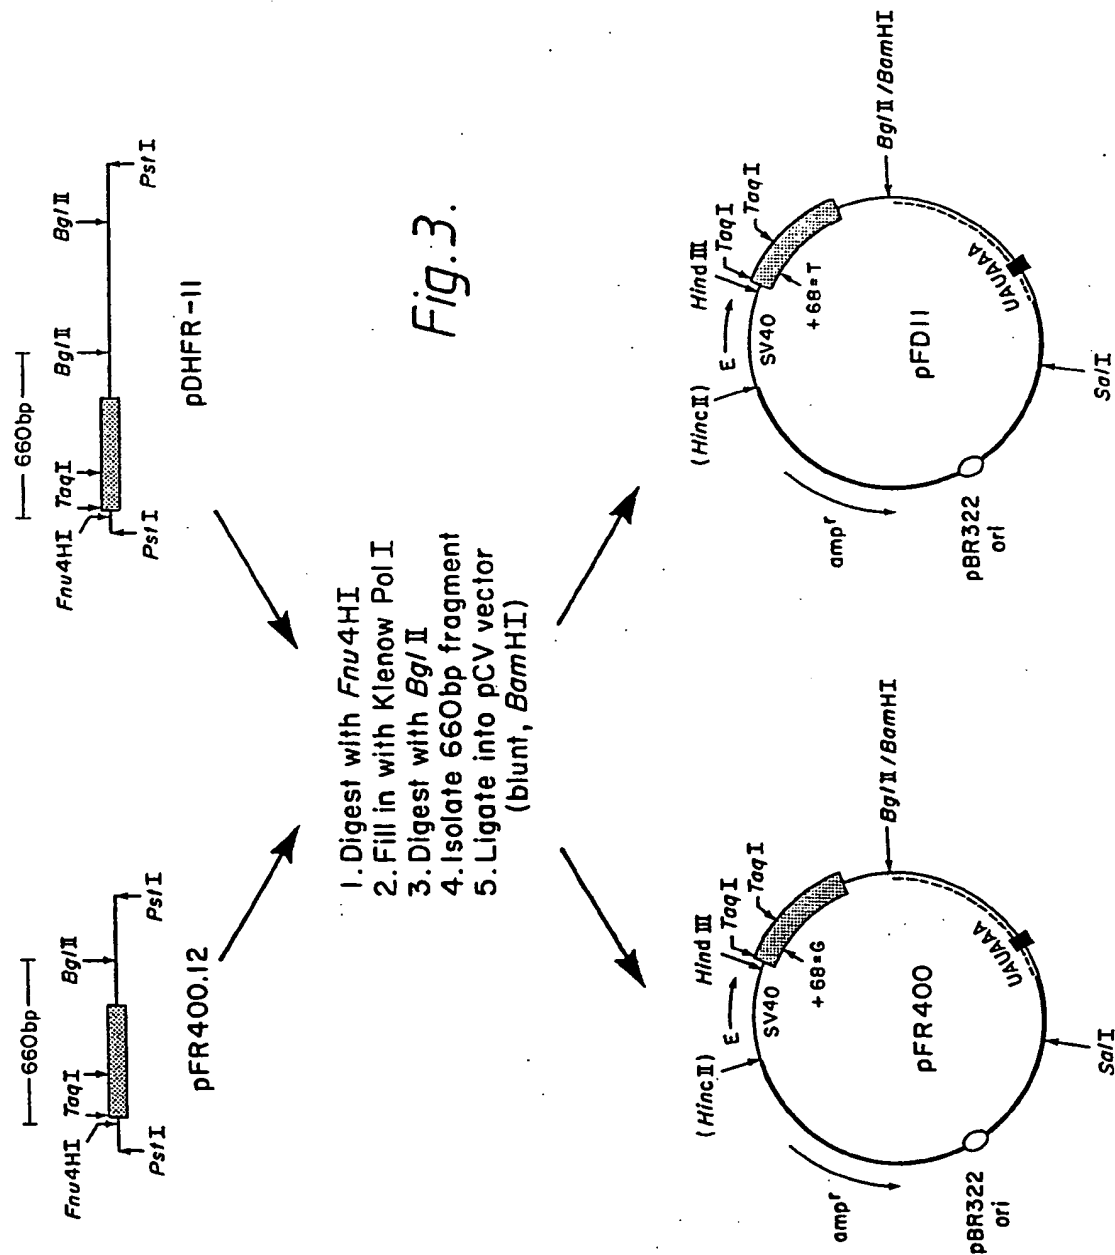 660bp
Fnu4HI
TaqI
BglII
PstI
PstI
pFR400.12
660bp
Fnu4HI
TaqI
BglII
BglII
PstI
PstI
pDHFR-11
1. Digest with Fnu4HI
2. Fill in with Klenow Pol I
3. Digest with BglII
4. Isolate 660bp fragment
5. Ligate into pCV vector
(blunt, BamHI)
Fig.3.
(HincII)
E
HindIII
TaqI
TaqI
SV40
+68=G
BglII/BamHI
UAUAAA
pFR400
ampr
pBR322
ori
SalI
(HincII)
E
HindIII
TaqI
TaqI
SV40
+68=T
BglII/BamHI
UAUAAA
pFD11
ampr
pBR322
ori
SalI